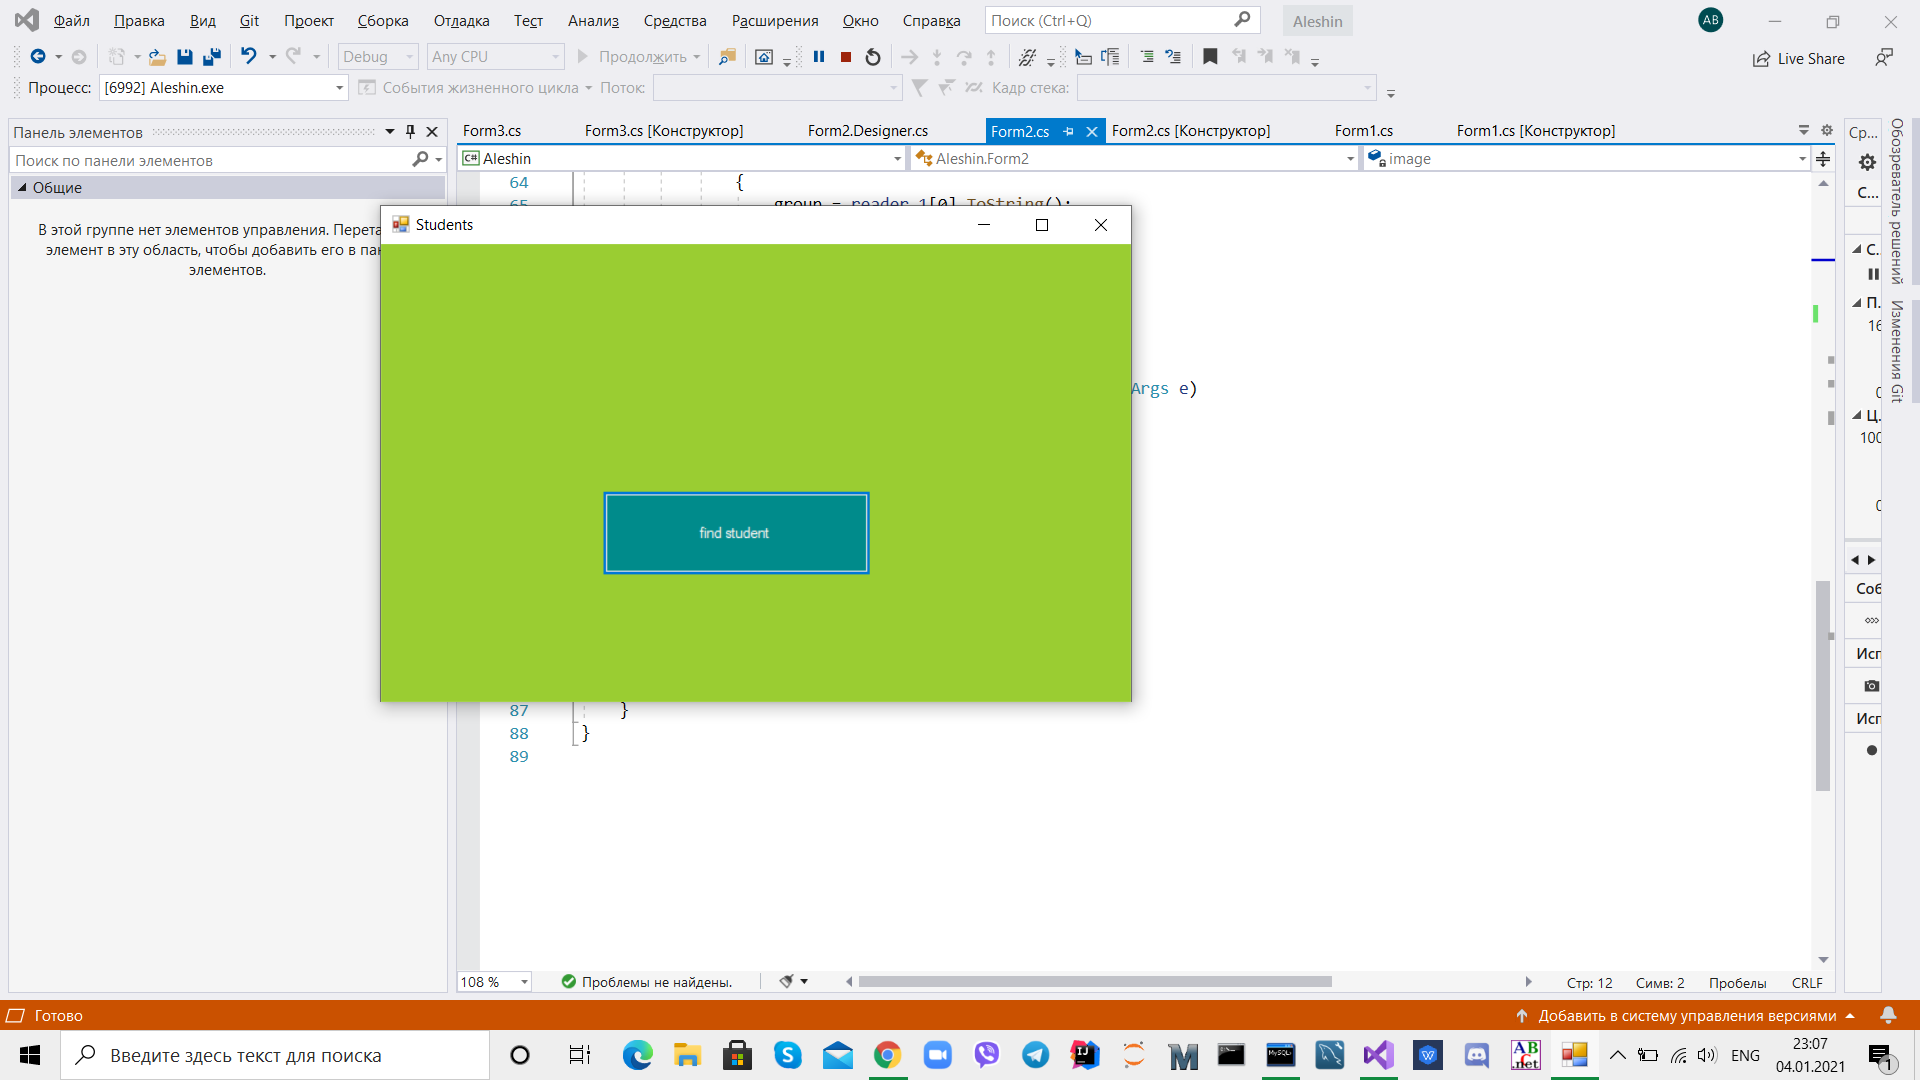 Файл Правка Вид Git Проект Сборка Отладка Тест Анализ Средства Расширения Окно Справка Поиск (Ctrl+Q) Aleshin AB
Debug Any CPU Продолжить Live Share
Процесс: [6992] Aleshin.exe События жизненного цикла Поток: Кадр стека:
Панель элементов
Поиск по панели элементов
Общие
В этой группе нет элементов управления. Перета
элемент в эту область, чтобы добавить его в пан
элементов.
Form3.cs Form3.cs [Конструктор] Form2.Designer.cs Form2.cs Form2.cs [Конструктор] Form1.cs Form1.cs [Конструктор]
C# Aleshin Aleshin.Form2 image
64 {
65 group = reader_1[0].ToString();
Students
Args e)
find student
87 }
88 }
89
108 % Проблемы не найдены. Стр: 12 Симв: 2 Пробелы CRLF
Ср...
С...
С...
П.
16
0
Ц.
100
0
Соб
Исп
Исп
Обозреватель решений
Изменения Git
Готово Добавить в систему управления версиями
Введите здесь текст для поиска ENG 23:07
04.01.2021
1